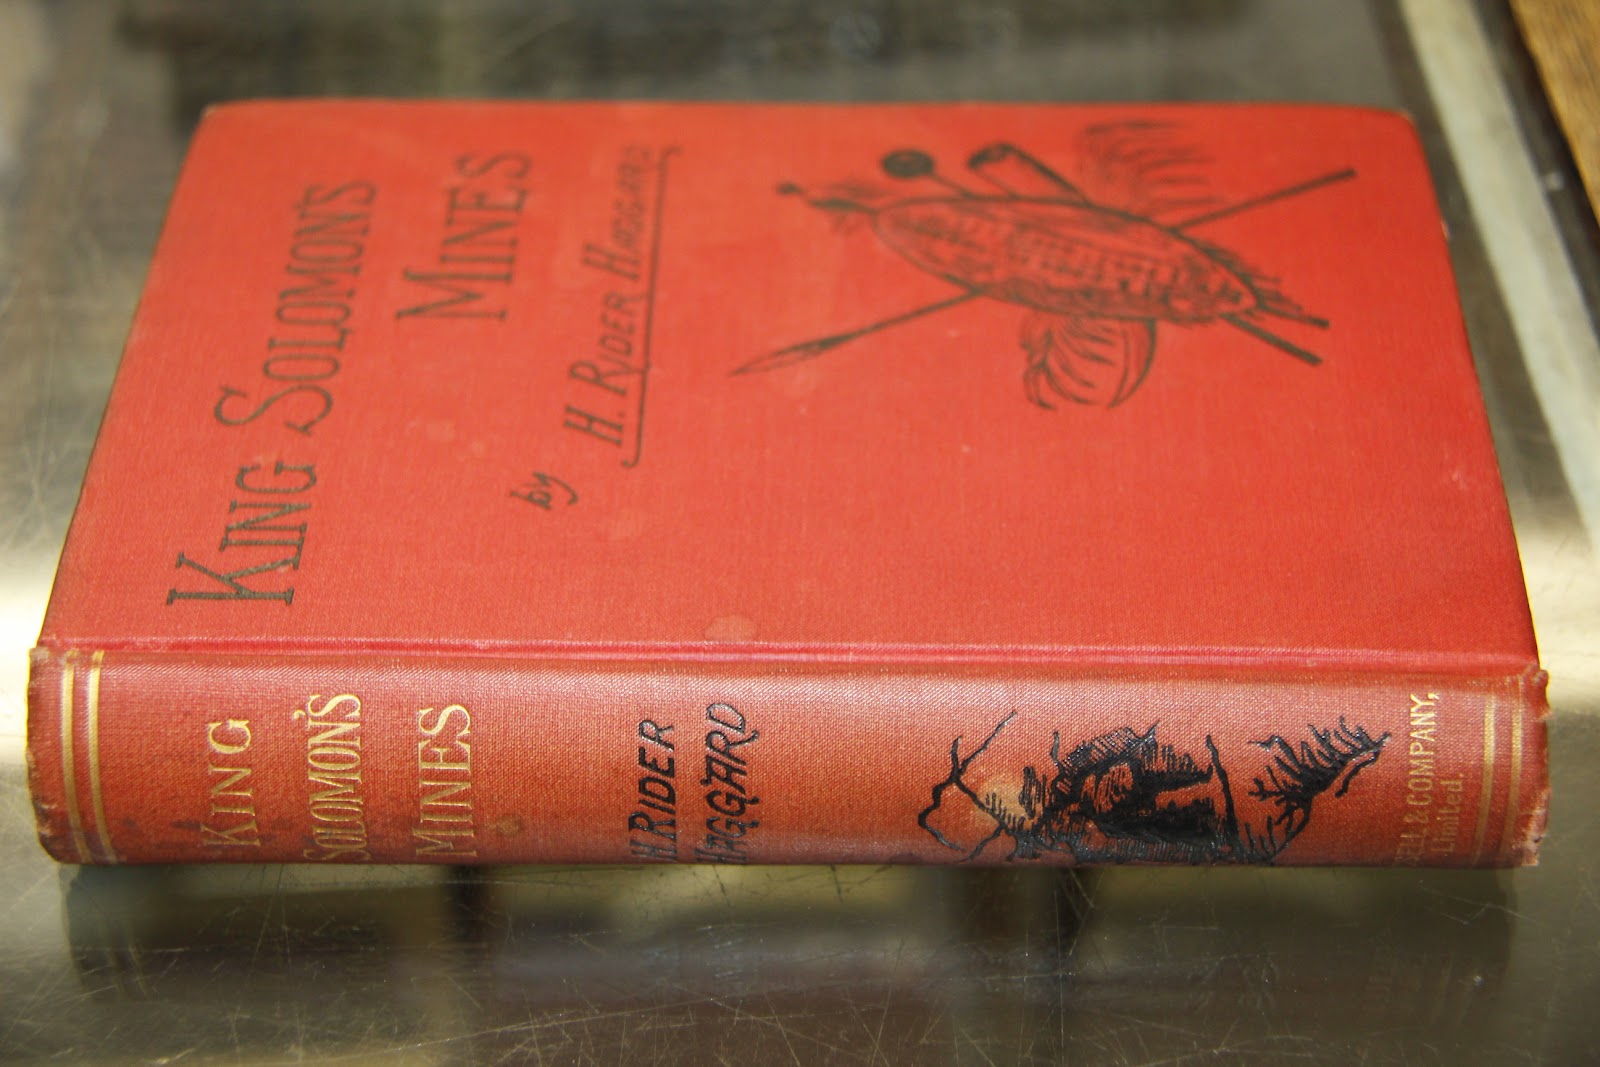 KING SOLOMON'S
MINES
by H. RIDER HAGGARD
KING
SOLOMON'S
MINES
H. RIDER
HAGGARD
& COMPANY,
Limited.